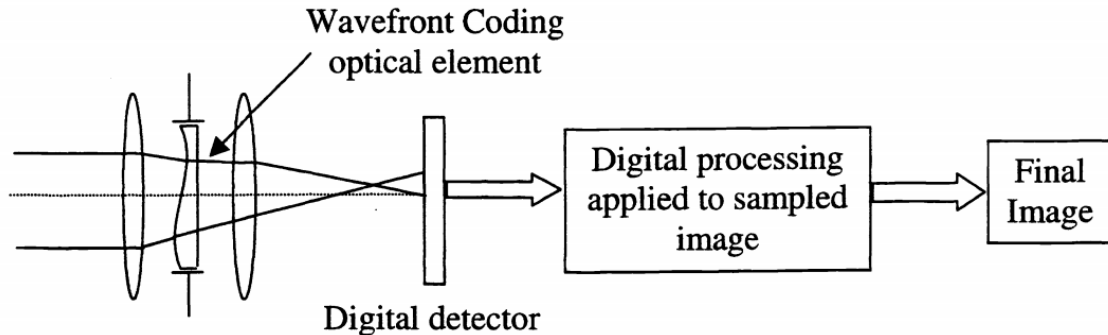 Wavefront Coding
optical element
Digital processing
applied to sampled
image
Final
Image
Digital detector